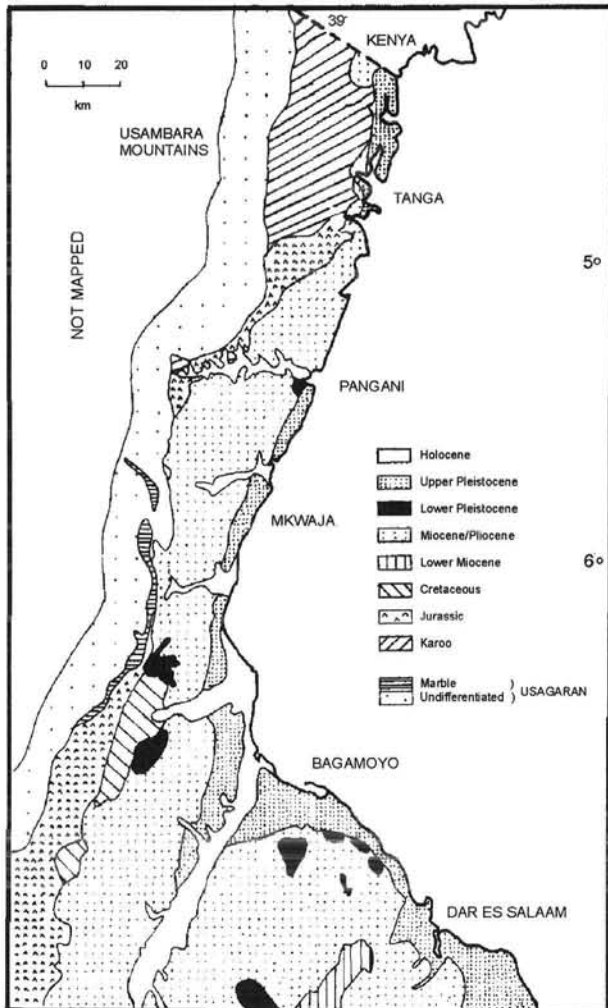 39°
KENYA
0 10 20
km
USAMBARA
MOUNTAINS
TANGA
NOT MAPPED
5°
PANGANI
Holocene
Upper Pleistocene
Lower Pleistocene
MKWAJA
Miocene/Pliocene
Lower Miocene
6°
Cretaceous
Jurassic
Karoo
Marble )
USAGARAN
Undifferentiated )
BAGAMOYO
DAR ES SALAAM